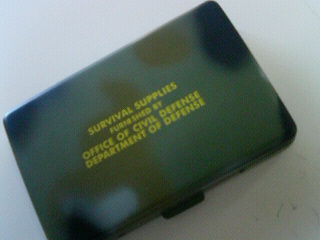 SURVIVAL SUPPLIES
FURNISHED BY
OFFICE OF CIVIL DEFENSE
DEPARTMENT OF DEFENSE